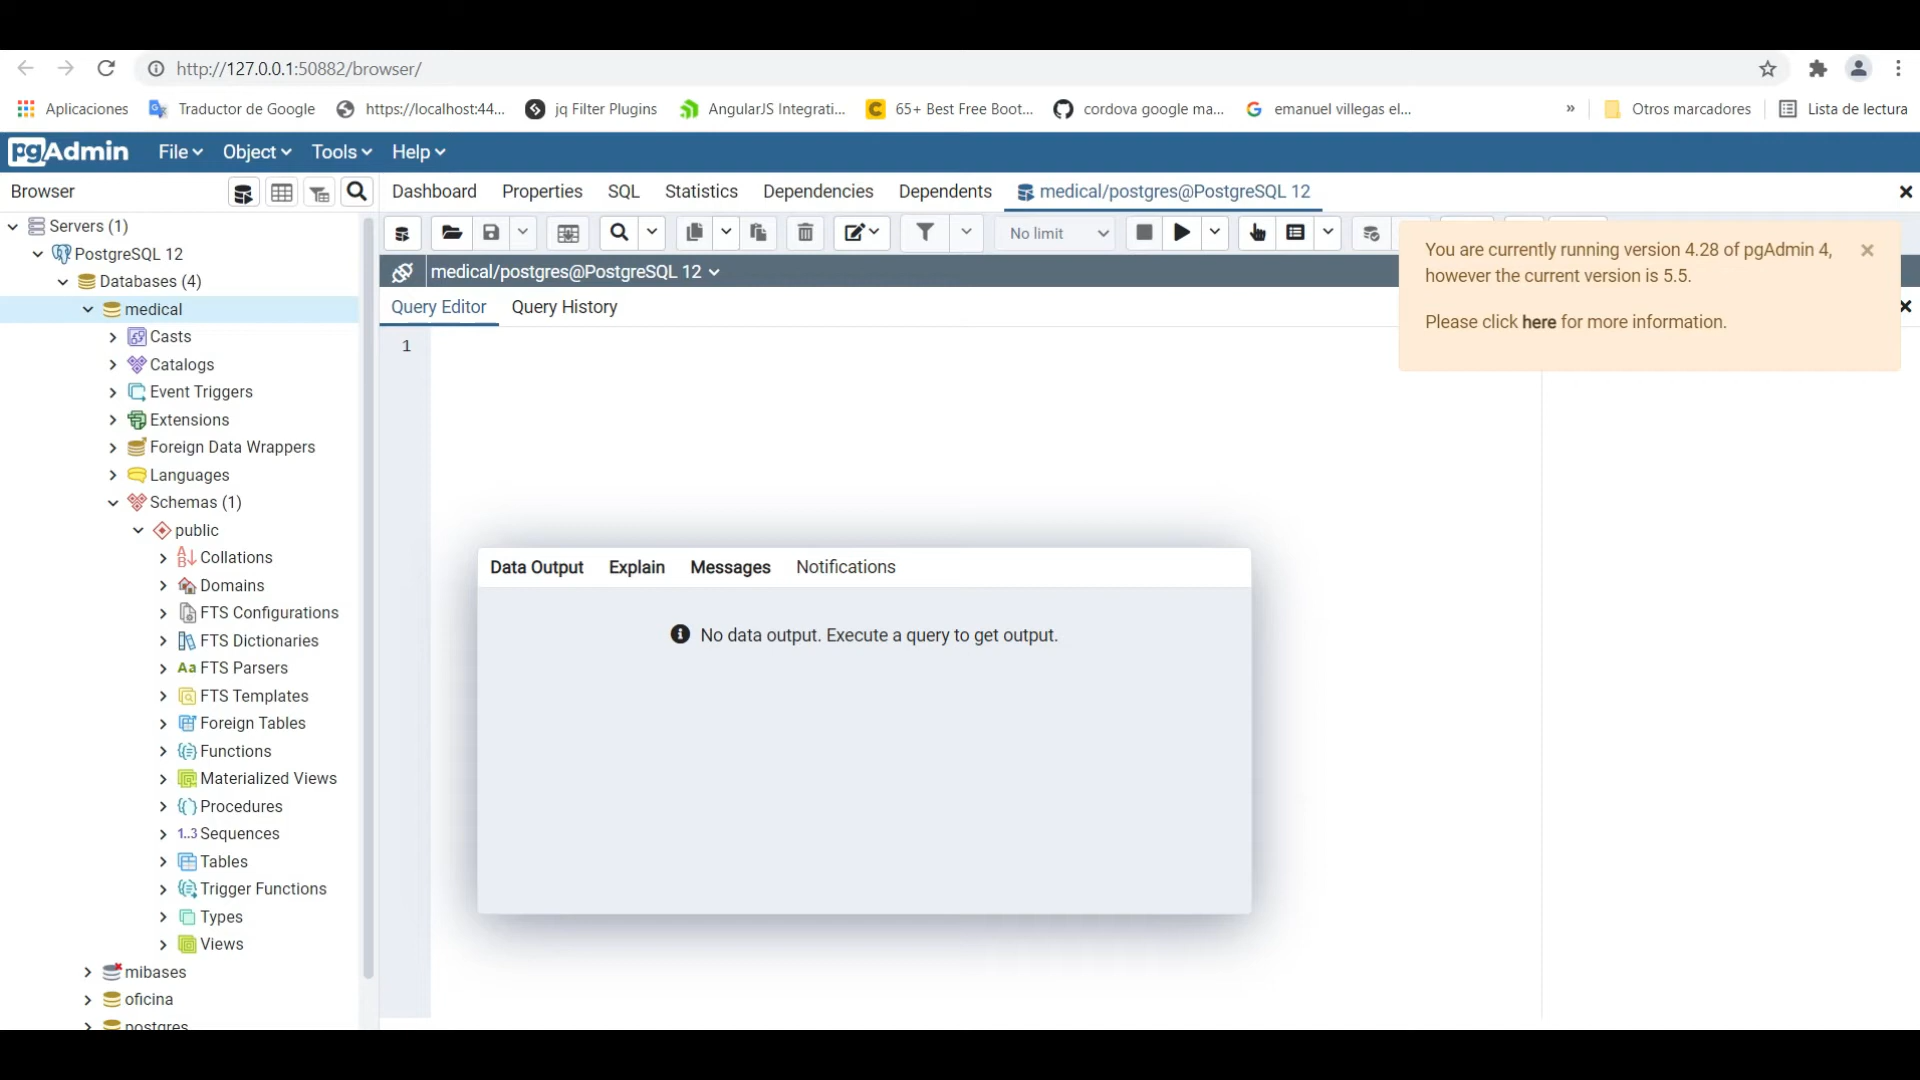 http://127.0.0.1:50882/browser/
Aplicaciones Traductor de Google https://localhost:44... jq Filter Plugins AngularJS Integrati... 65+ Best Free Boot... cordova google ma... emanuel villegas el... » Otros marcadores Lista de lectura
pgAdmin File Object Tools Help
Browser
Dashboard Properties SQL Statistics Dependencies Dependents medical/postgres@PostgreSQL 12
No limit
medical/postgres@PostgreSQL 12
Query Editor Query History
1
You are currently running version 4.28 of pgAdmin 4,
however the current version is 5.5.
Please click here for more information.
Servers (1)
PostgreSQL 12
Databases (4)
medical
Casts
Catalogs
Event Triggers
Extensions
Foreign Data Wrappers
Languages
Schemas (1)
public
Collations
Domains
FTS Configurations
FTS Dictionaries
Aa FTS Parsers
FTS Templates
Foreign Tables
Functions
Materialized Views
Procedures
1..3 Sequences
Tables
Trigger Functions
Types
Views
mibases
oficina
postgres
Data Output Explain Messages Notifications
No data output. Execute a query to get output.